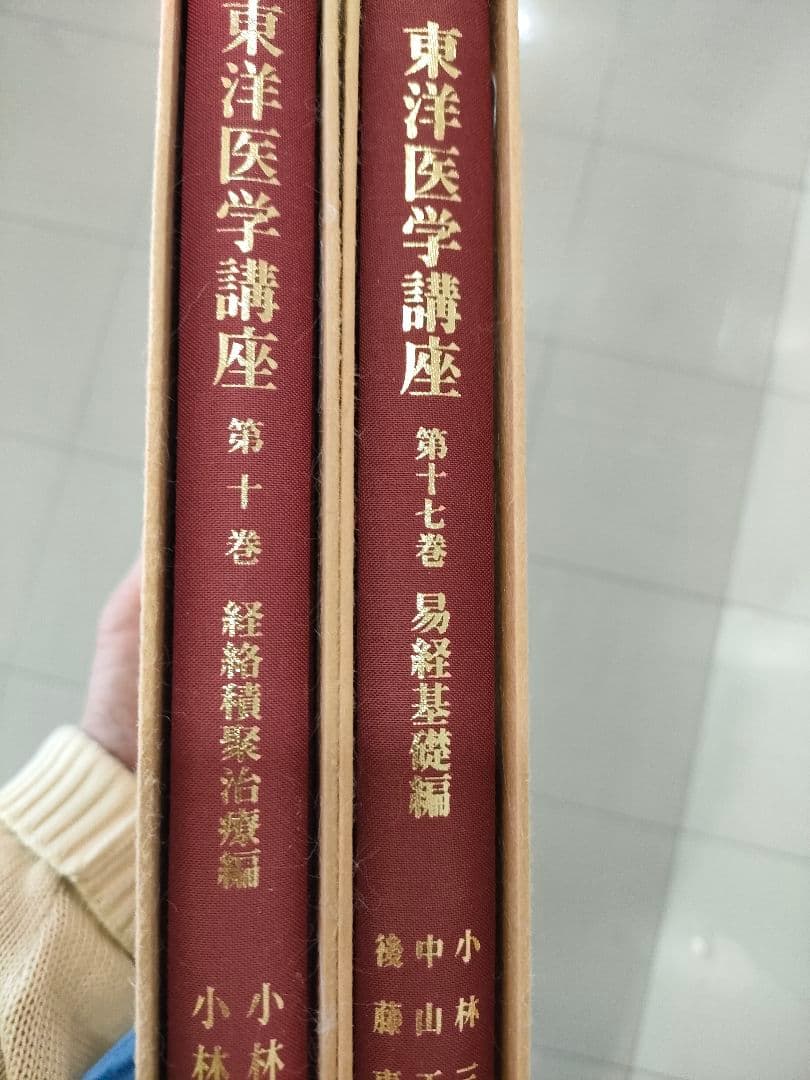 東洋医学講座
第十巻
経絡積聚治療編
小林
小林
東洋医学講座
第十七巻
易経基礎編
小林三
中山
後藤